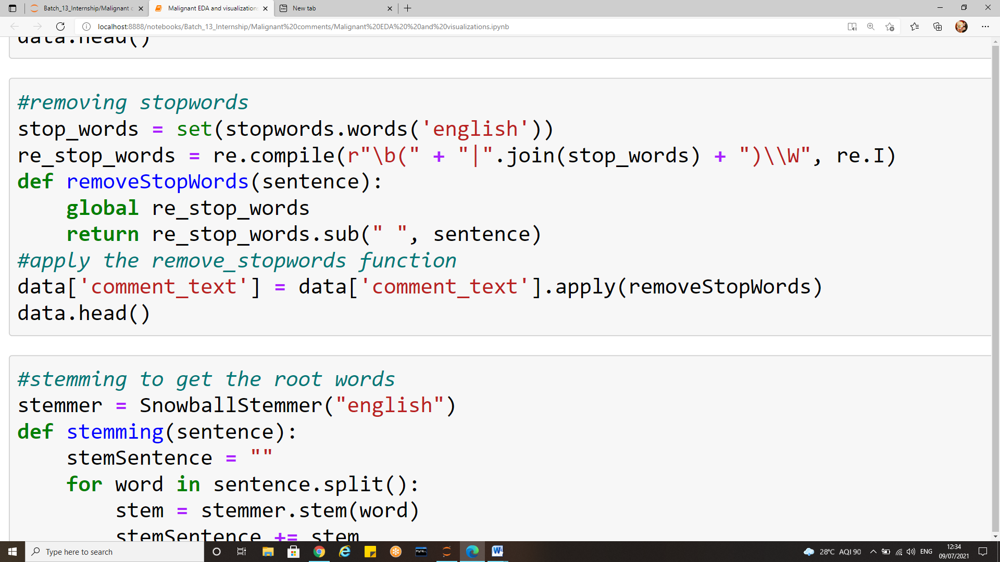 Batch_13_Internship/Malignant c
Malignant EDA and visualization
New tab
localhost:8888/notebooks/Batch_13_Internship/Malignant%20comments/Malignant%20EDA%20%20and%20visualizations.ipynb
data.head()
#removing stopwords
stop_words = set(stopwords.words('english'))
re_stop_words = re.compile(r"\b(" + "|".join(stop_words) + ")\\W", re.I)
def removeStopWords(sentence):
    global re_stop_words
    return re_stop_words.sub(" ", sentence)
#apply the remove_stopwords function
data['comment_text'] = data['comment_text'].apply(removeStopWords)
data.head()
#stemming to get the root words
stemmer = SnowballStemmer("english")
def stemming(sentence):
    stemSentence = ""
    for word in sentence.split():
        stem = stemmer.stem(word)
        stemSentence += stem
Type here to search
MySQL
28°C AQI 90
ENG
12:34
09/07/2021